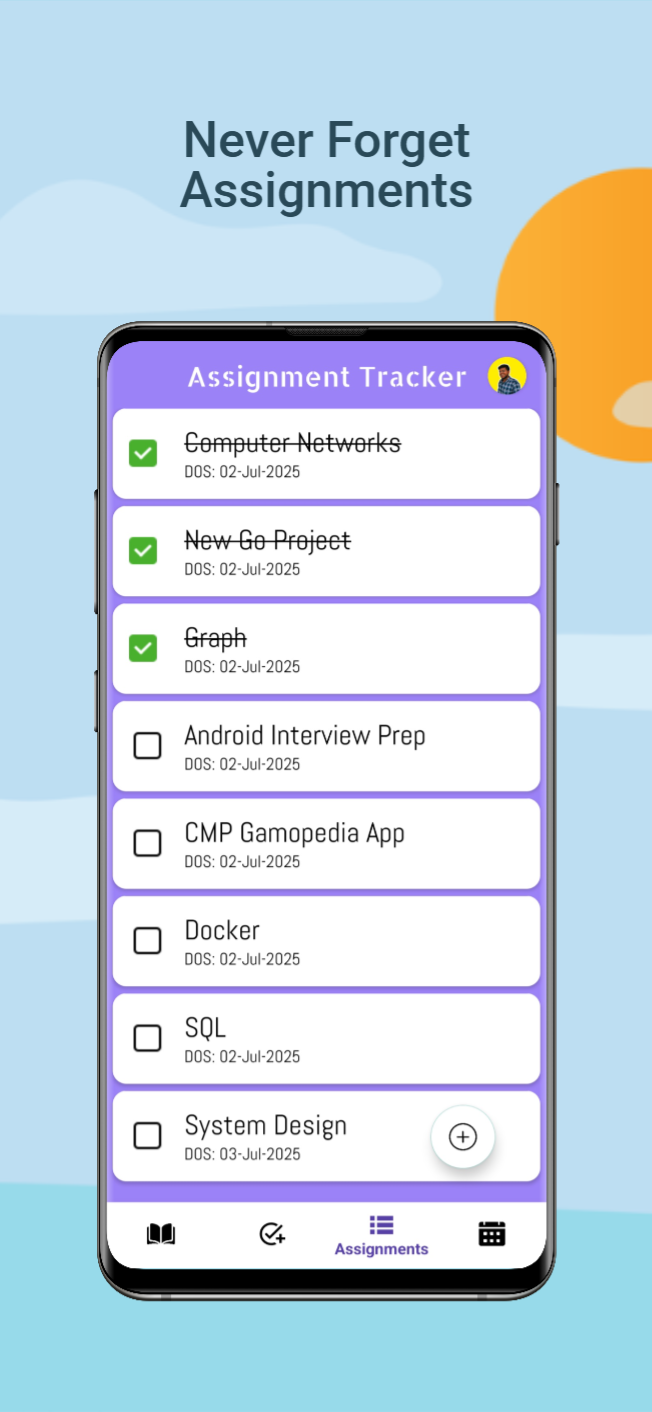 Never Forget
Assignments
Assignment Tracker
Computer Networks
DOS: 02-Jul-2025
New Go Project
DOS: 02-Jul-2025
Graph
DOS: 02-Jul-2025
Android Interview Prep
DOS: 02-Jul-2025
CMP Gamopedia App
DOS: 02-Jul-2025
Docker
DOS: 02-Jul-2025
SQL
DOS: 02-Jul-2025
System Design
DOS: 03-Jul-2025
Assignments